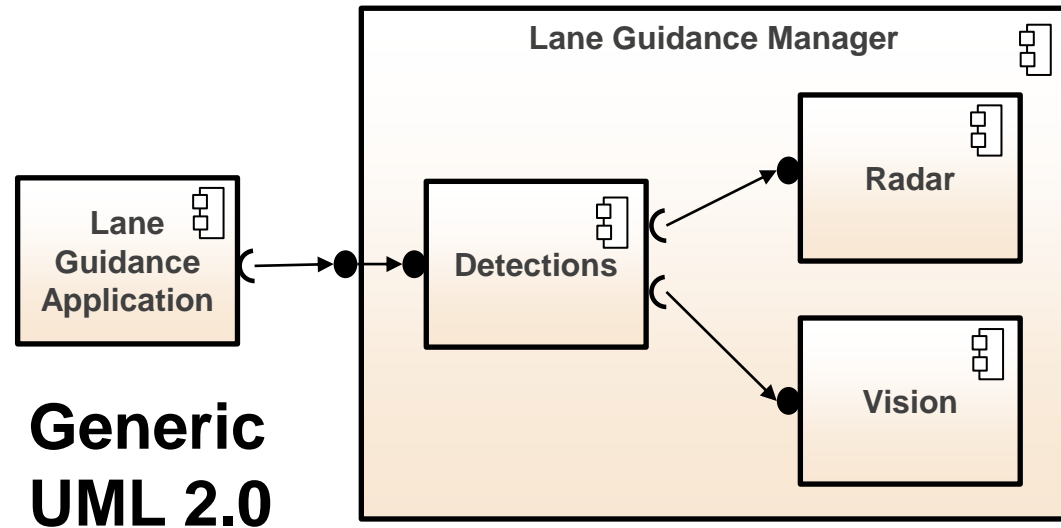 Lane Guidance Manager
Radar
Lane
Guidance
Application
Detections
Vision
Generic
UML 2.0